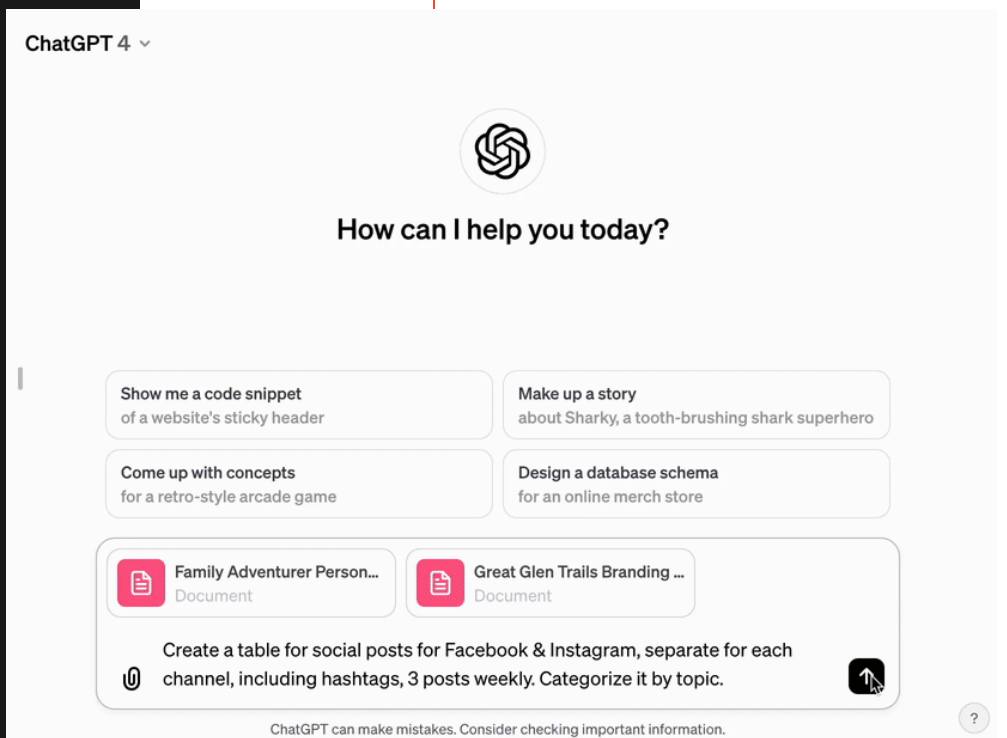 ChatGPT 4
How can I help you today?
Show me a code snippet
of a website's sticky header
Make up a story
about Sharky, a tooth-brushing shark superhero
Come up with concepts
for a retro-style arcade game
Design a database schema
for an online merch store
Family Adventurer Person...
Document
Great Glen Trails Branding ...
Document
Create a table for social posts for Facebook & Instagram, separate for each
channel, including hashtags, 3 posts weekly. Categorize it by topic.
ChatGPT can make mistakes. Consider checking important information.
?